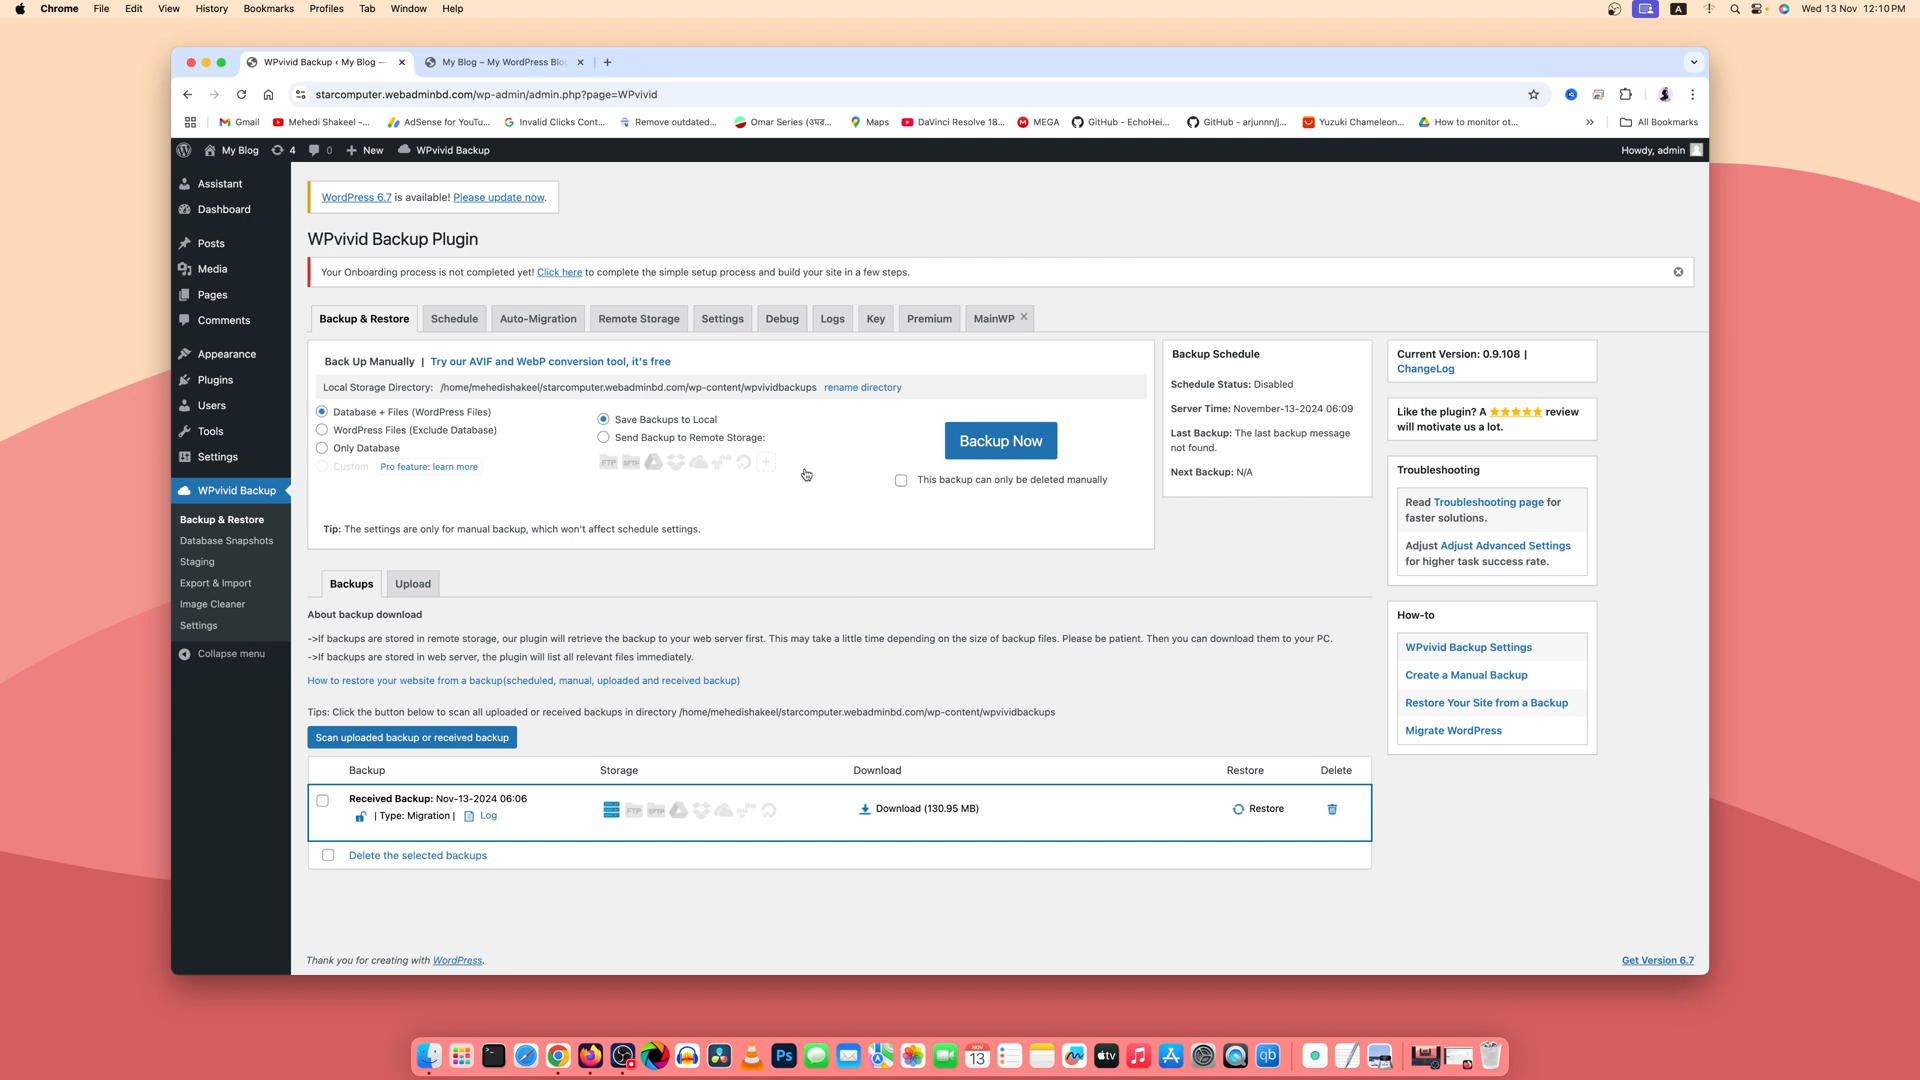 Chrome File Edit View History Bookmarks Profiles Tab Window Help
A
Wed 13 Nov 12:10 PM
WPvivid Backup ‹ My Blog —
My Blog – My WordPress Blo
starcomputer.webadminbd.com/wp-admin/admin.php?page=WPvivid
Gmail
Mehedi Shakeel -...
AdSense for YouTu...
Invalid Clicks Cont...
Remove outdated...
Omar Series (ওমর...
Maps
DaVinci Resolve 18...
MEGA
GitHub - EchoHei...
GitHub - arjunnn/j...
Yuzuki Chameleon...
How to monitor ot...
»
All Bookmarks
My Blog
4
0
New
WPvivid Backup
Howdy, admin
Assistant
Dashboard
Posts
Media
Pages
Comments
Appearance
Plugins
Users
Tools
Settings
WPvivid Backup
Backup & Restore
Database Snapshots
Staging
Export & Import
Image Cleaner
Settings
Collapse menu
WordPress 6.7 is available! Please update now.
WPvivid Backup Plugin
Your Onboarding process is not completed yet! Click here to complete the simple setup process and build your site in a few steps.
Backup & Restore
Schedule
Auto-Migration
Remote Storage
Settings
Debug
Logs
Key
Premium
MainWP
Back Up Manually | Try our AVIF and WebP conversion tool, it's free
Local Storage Directory: /home/mehedishakeel/starcomputer.webadminbd.com/wp-content/wpvividbackups rename directory
Database + Files (WordPress Files)
WordPress Files (Exclude Database)
Only Database
Custom Pro feature: learn more
Save Backups to Local
Send Backup to Remote Storage:
FTP SFTP
Backup Now
This backup can only be deleted manually
Tip: The settings are only for manual backup, which won't affect schedule settings.
Backup Schedule
Schedule Status: Disabled
Server Time: November-13-2024 06:09
Last Backup: The last backup message
not found.
Next Backup: N/A
Current Version: 0.9.108 |
ChangeLog
Like the plugin? A ★★★★★ review
will motivate us a lot.
Troubleshooting
Read Troubleshooting page for
faster solutions.
Adjust Adjust Advanced Settings
for higher task success rate.
How-to
WPvivid Backup Settings
Create a Manual Backup
Restore Your Site from a Backup
Migrate WordPress
Backups
Upload
About backup download
->If backups are stored in remote storage, our plugin will retrieve the backup to your web server first. This may take a little time depending on the size of backup files. Please be patient. Then you can download them to your PC.
->If backups are stored in web server, the plugin will list all relevant files immediately.
How to restore your website from a backup(scheduled, manual, uploaded and received backup)
Tips: Click the button below to scan all uploaded or received backups in directory /home/mehedishakeel/starcomputer.webadminbd.com/wp-content/wpvividbackups
Scan uploaded backup or received backup
Backup Storage Download Restore Delete
Received Backup: Nov-13-2024 06:06
| Type: Migration | Log
FTP SFTP
Download (130.95 MB)
Restore
Delete the selected backups
Thank you for creating with WordPress.
Get Version 6.7
Ps
NOV
13
tv
qb